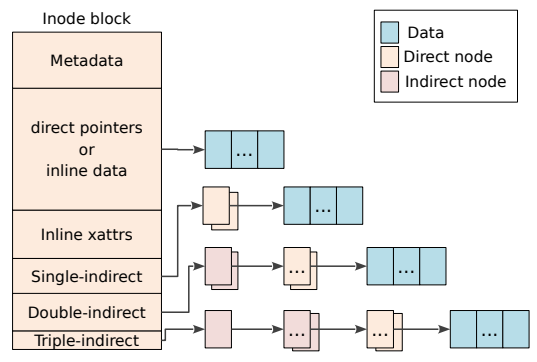 Inode block
Metadata
direct pointers
or
inline data
Inline xattrs
Single-indirect
Double-indirect
Triple-indirect
Data
Direct node
Indirect node
...
...
...
...
...
...
...